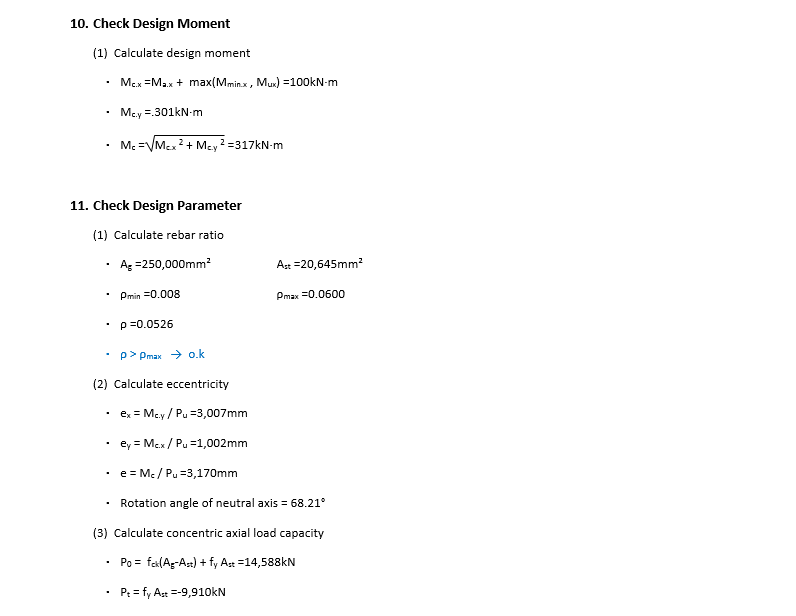 10. Check Design Moment
(1) Calculate design moment
· Mc.x =Ma.x + max(Mmin.x , Mux) =100kN·m
· Mc.y =.301kN·m
· Mc =√Mc.x ² + Mc.y ² =317kN·m
11. Check Design Parameter
(1) Calculate rebar ratio
· Ag =250,000mm² Ast =20,645mm²
· ρmin =0.008 ρmax =0.0600
· ρ =0.0526
· ρ > ρmax → o.k
(2) Calculate eccentricity
· ex = Mc.y / Pu =3,007mm
· ey = Mc.x / Pu =1,002mm
· e = Mc / Pu =3,170mm
· Rotation angle of neutral axis = 68.21°
(3) Calculate concentric axial load capacity
· P0 = fck(Ag-Ast) + fy Ast =14,588kN
· Pt = fy Ast =-9,910kN